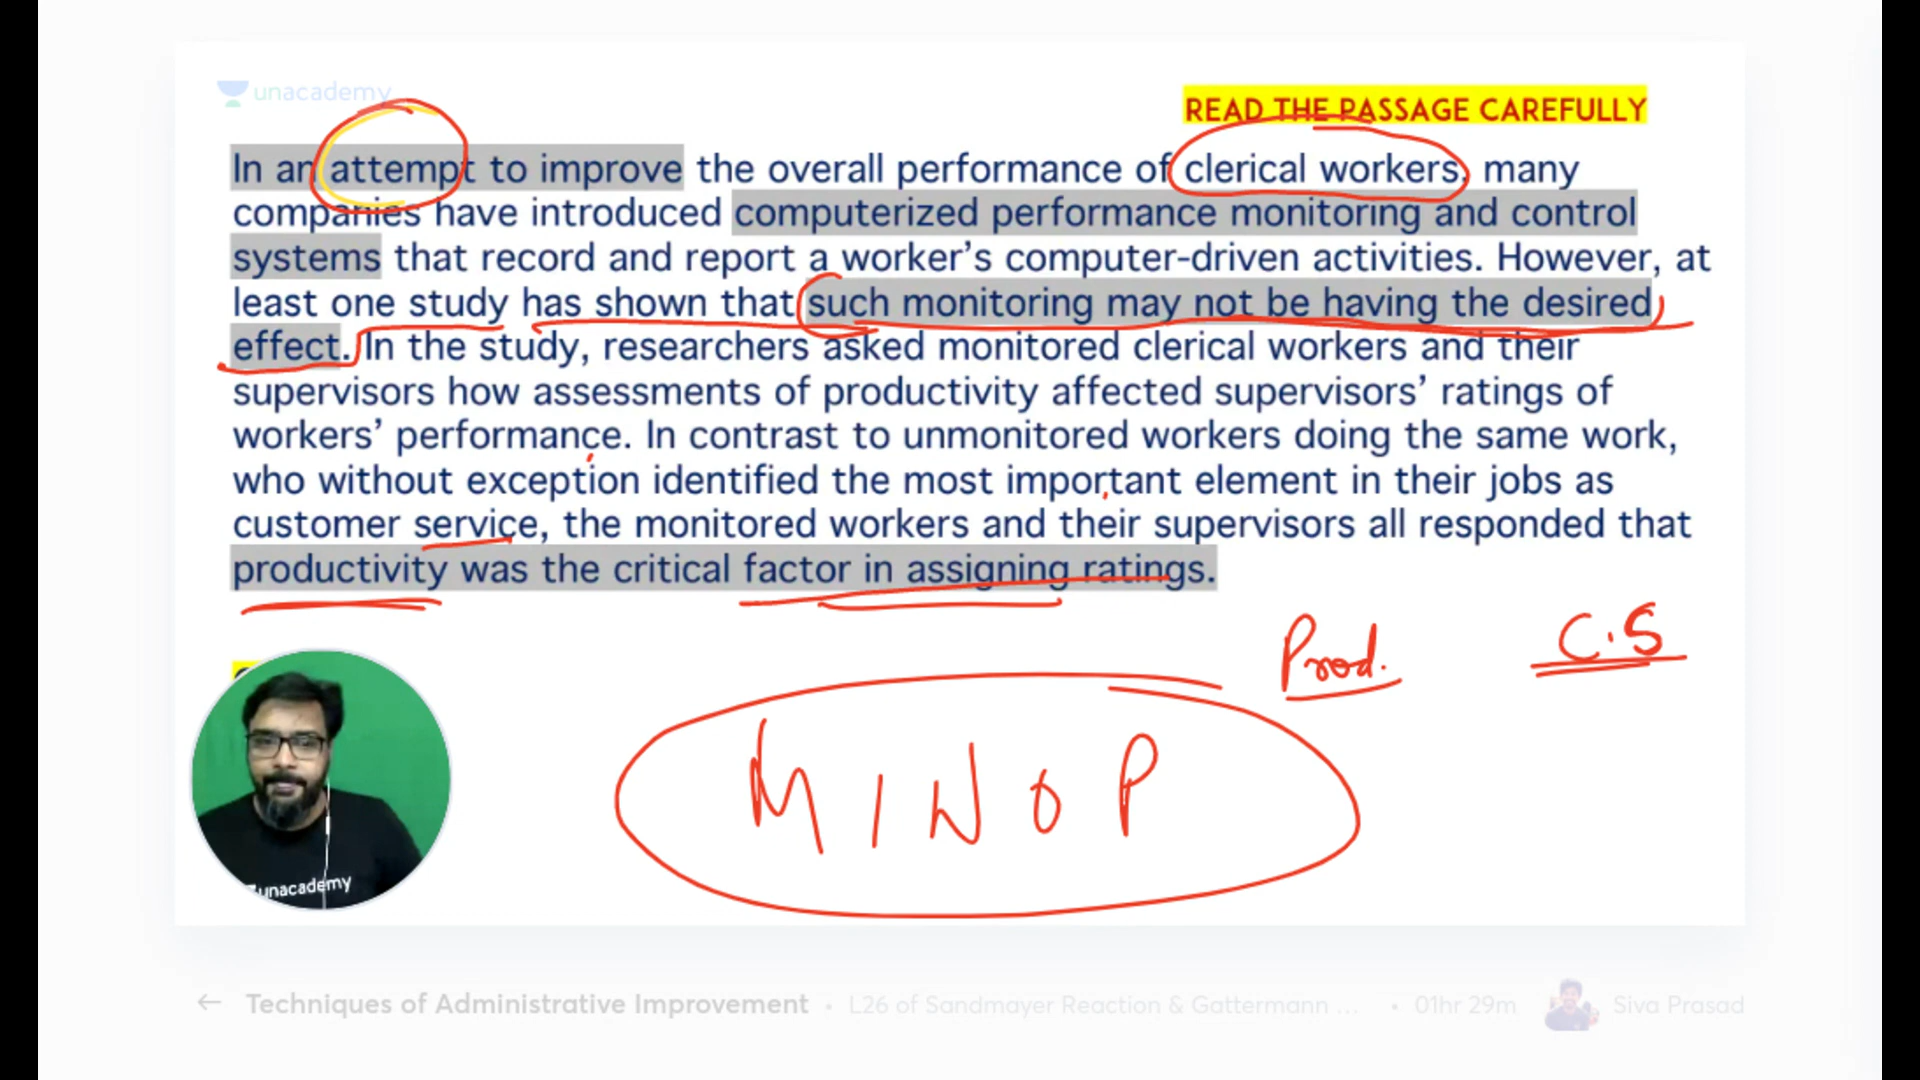 unacademy
READ THE PASSAGE CAREFULLY
In an attempt to improve the overall performance of clerical workers, many
companies have introduced computerized performance monitoring and control
systems that record and report a worker’s computer-driven activities. However, at
least one study has shown that such monitoring may not be having the desired
effect. In the study, researchers asked monitored clerical workers and their
supervisors how assessments of productivity affected supervisors’ ratings of
workers’ performance. In contrast to unmonitored workers doing the same work,
who without exception identified the most important element in their jobs as
customer service, the monitored workers and their supervisors all responded that
productivity was the critical factor in assigning ratings.
Prod. C.S
MINOP
unacademy
← Techniques of Administrative Improvement • L26 of Sandmayer Reaction & Gattermann ... • 01hr 29m Siva Prasad